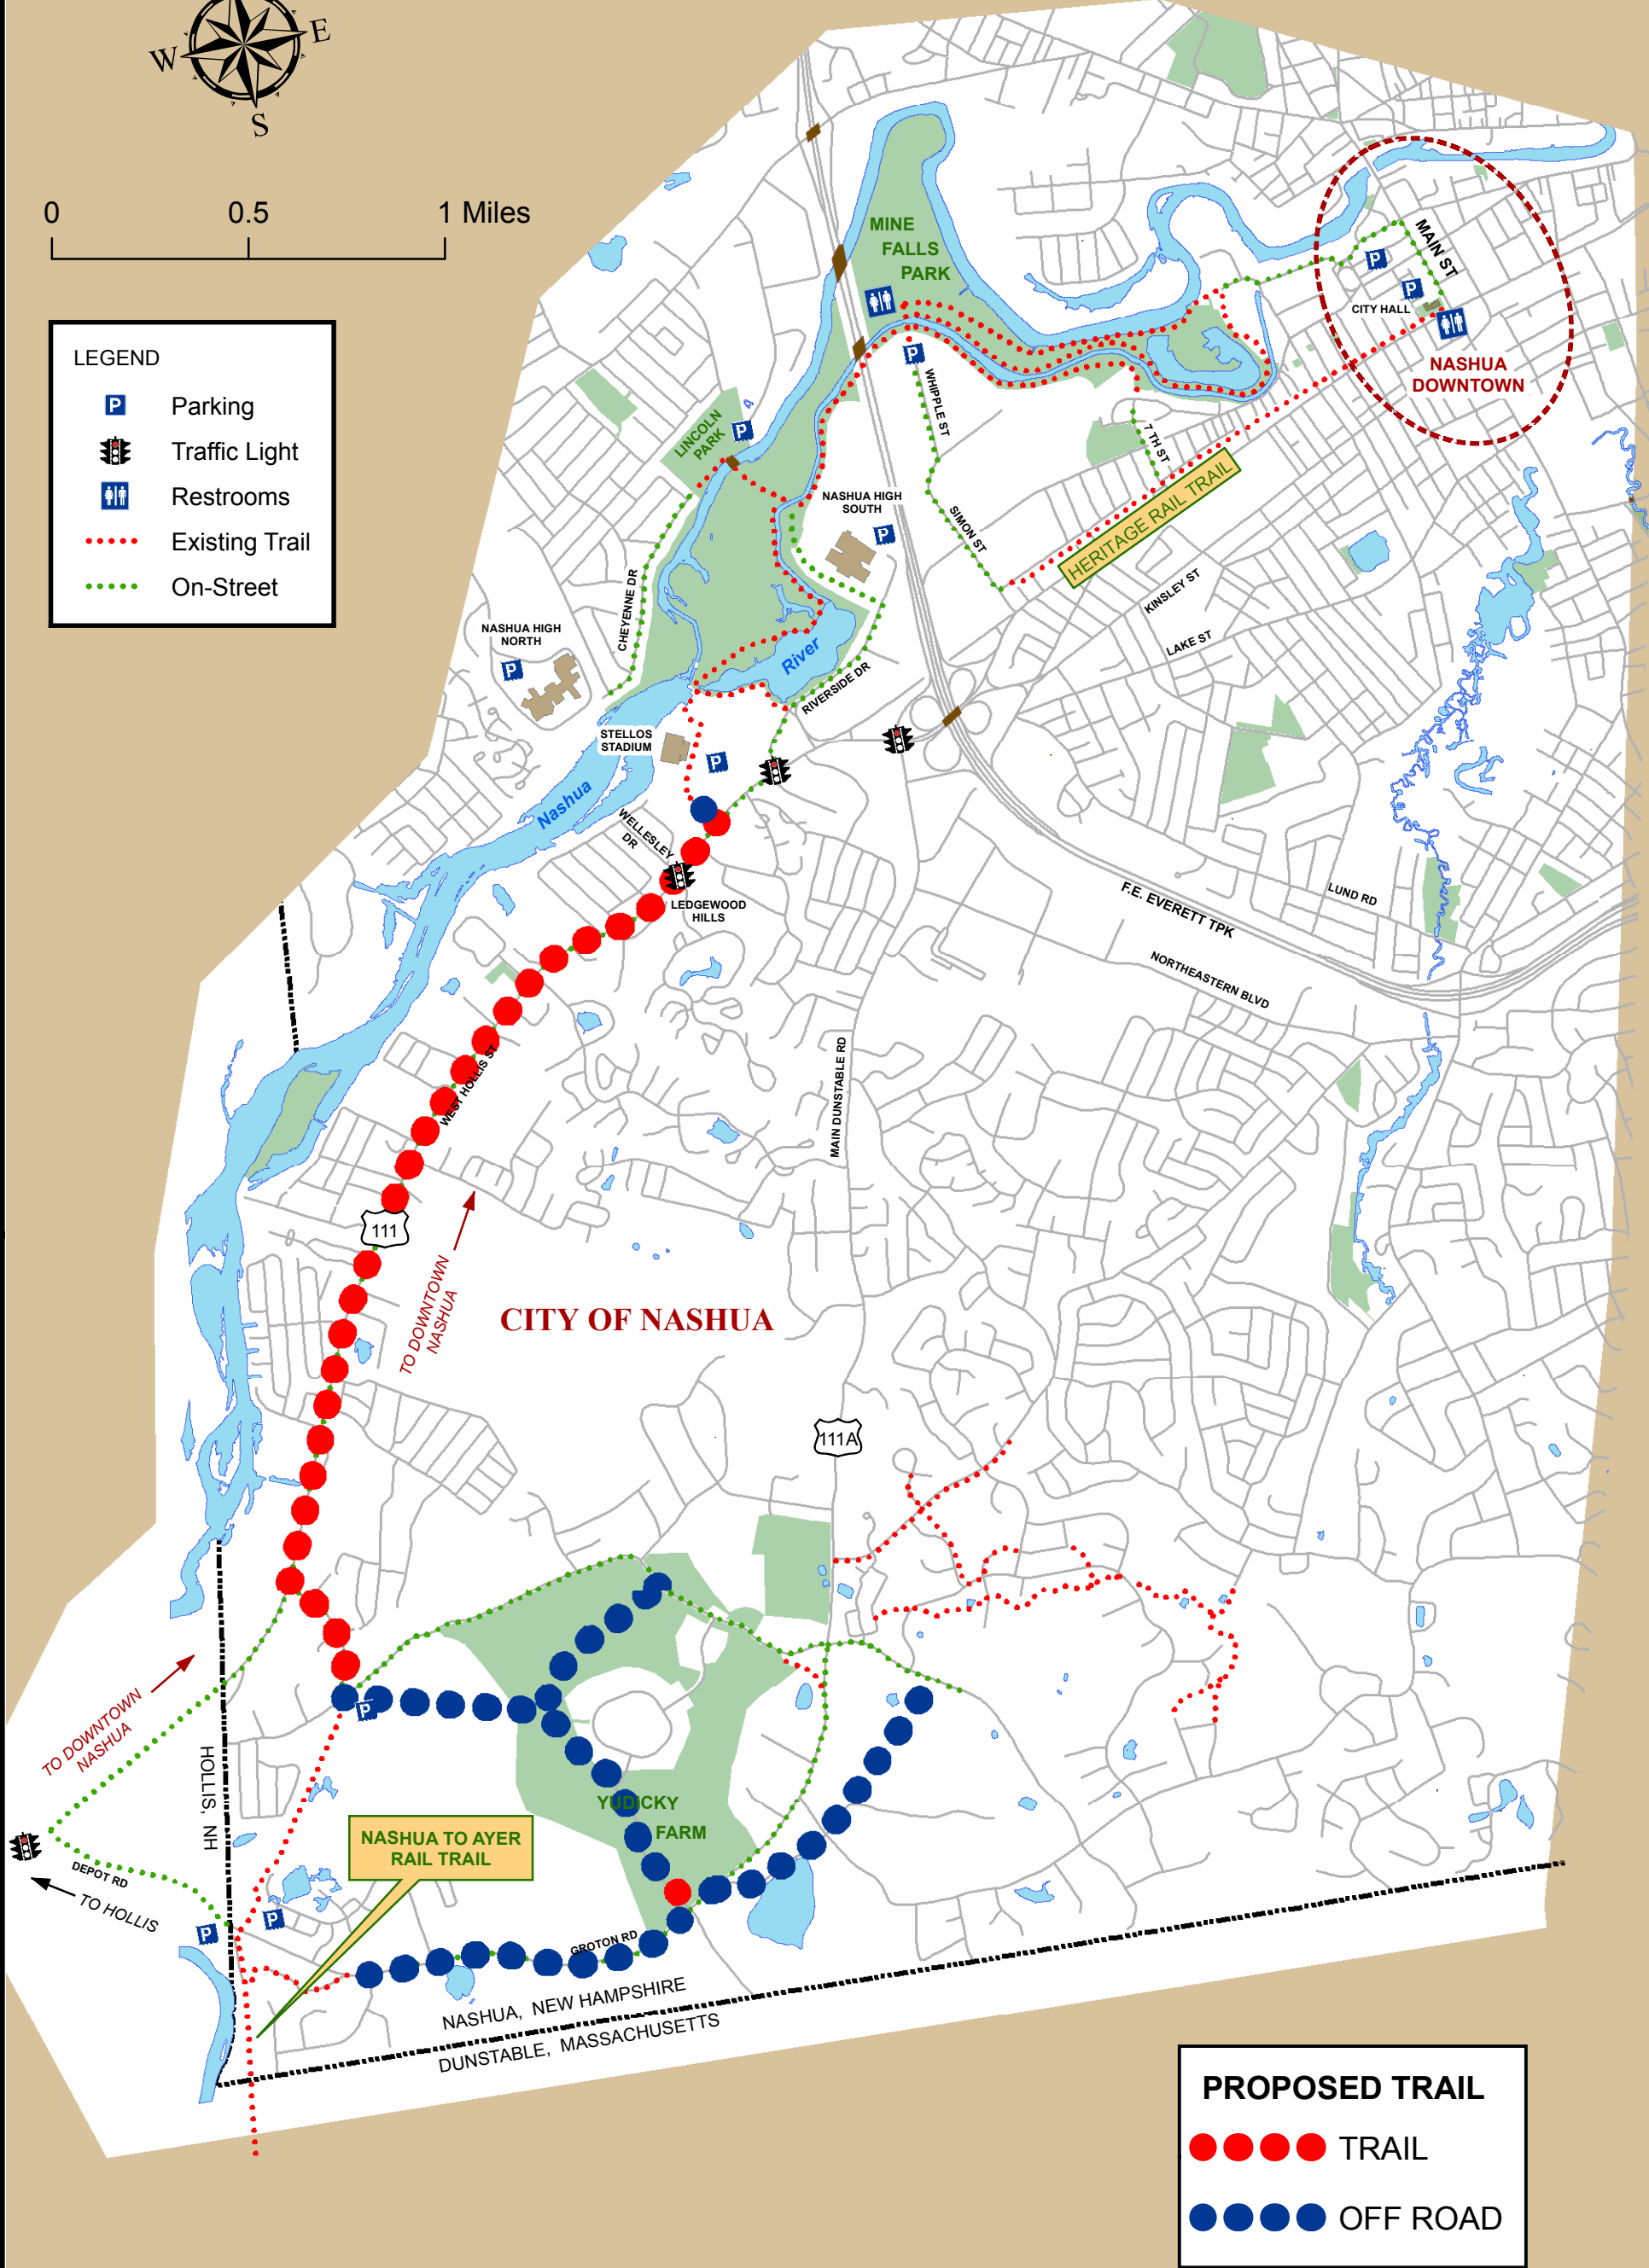 W
E
S
0
0.5
1 Miles
LEGEND
P
Parking
Traffic Light
Restrooms
Existing Trail
On-Street
MINE
FALLS
PARK
P
MAIN ST
P
CITY HALL
NASHUA
DOWNTOWN
P
WHIPPLE ST
LINCOLN
PARK
P
7 TH ST
NASHUA HIGH
SOUTH
P
SIMON ST
HERITAGE RAIL TRAIL
KINSLEY ST
LAKE ST
CHEYENNE DR
NASHUA HIGH
NORTH
P
River
RIVERSIDE DR
STELLOS
STADIUM
P
Nashua
WELLESLEY
DR
LEDGEWOOD
HILLS
F.E. EVERETT TPK
LUND RD
NORTHEASTERN BLVD
WEST HOLLIS ST
MAIN DUNSTABLE RD
111
TO DOWNTOWN
NASHUA
CITY OF NASHUA
111A
P
TO DOWNTOWN
NASHUA
HOLLIS, NH
YUDICKY
FARM
NASHUA TO AYER
RAIL TRAIL
DEPOT RD
TO HOLLIS
P
P
GROTON RD
NASHUA, NEW HAMPSHIRE
DUNSTABLE, MASSACHUSETTS
PROPOSED TRAIL
TRAIL
OFF ROAD